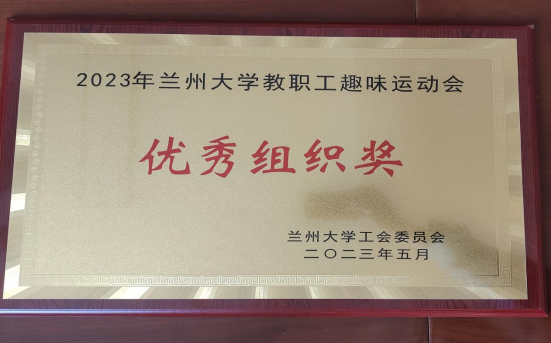 2023年兰州大学教职工趣味运动会
优秀组织奖
兰州大学工会委员会
二〇二三年五月